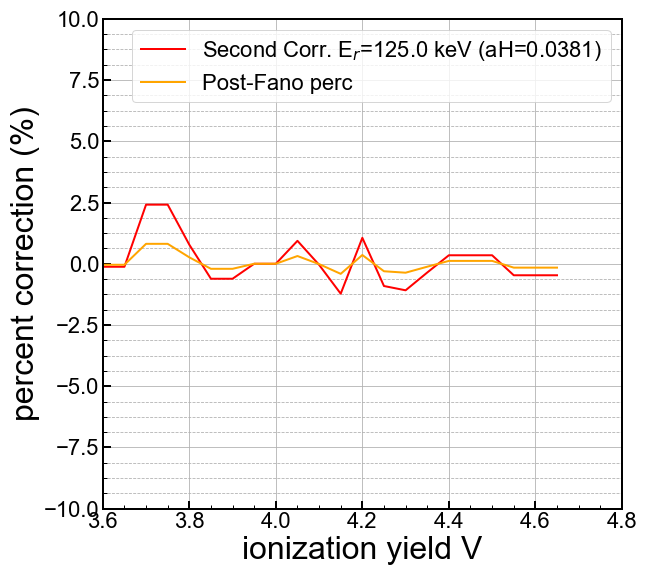 Second Corr. E_r=125.0 keV (aH=0.0381)
Post-Fano perc
percent correction (%)
10.0
7.5
5.0
2.5
0.0
−2.5
−5.0
−7.5
−10.0
3.6 3.8 4.0 4.2 4.4 4.6 4.8
ionization yield V